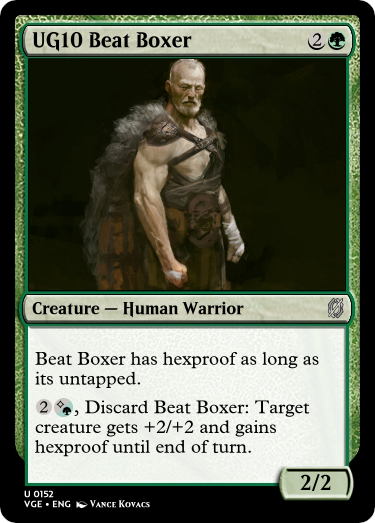 UG10 Beat Boxer 2
Creature — Human Warrior
Beat Boxer has hexproof as long as
its untapped.
2, Discard Beat Boxer: Target
creature gets +2/+2 and gains
hexproof until end of turn.
2/2
U 0152
VGE • ENG Vance Kovacs